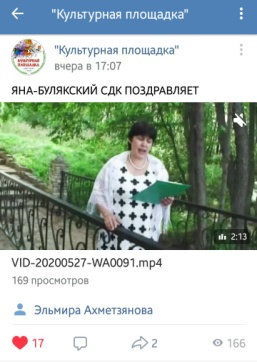 "Культурная площадка"
"Культурная площадка"
вчера в 17:07
ЯНА-БУЛЯКСКИЙ СДК ПОЗДРАВЛЯЕТ
2:13
VID-20200527-WA0091.mp4
169 просмотров
Эльмира Ахметзянова
17
2
166